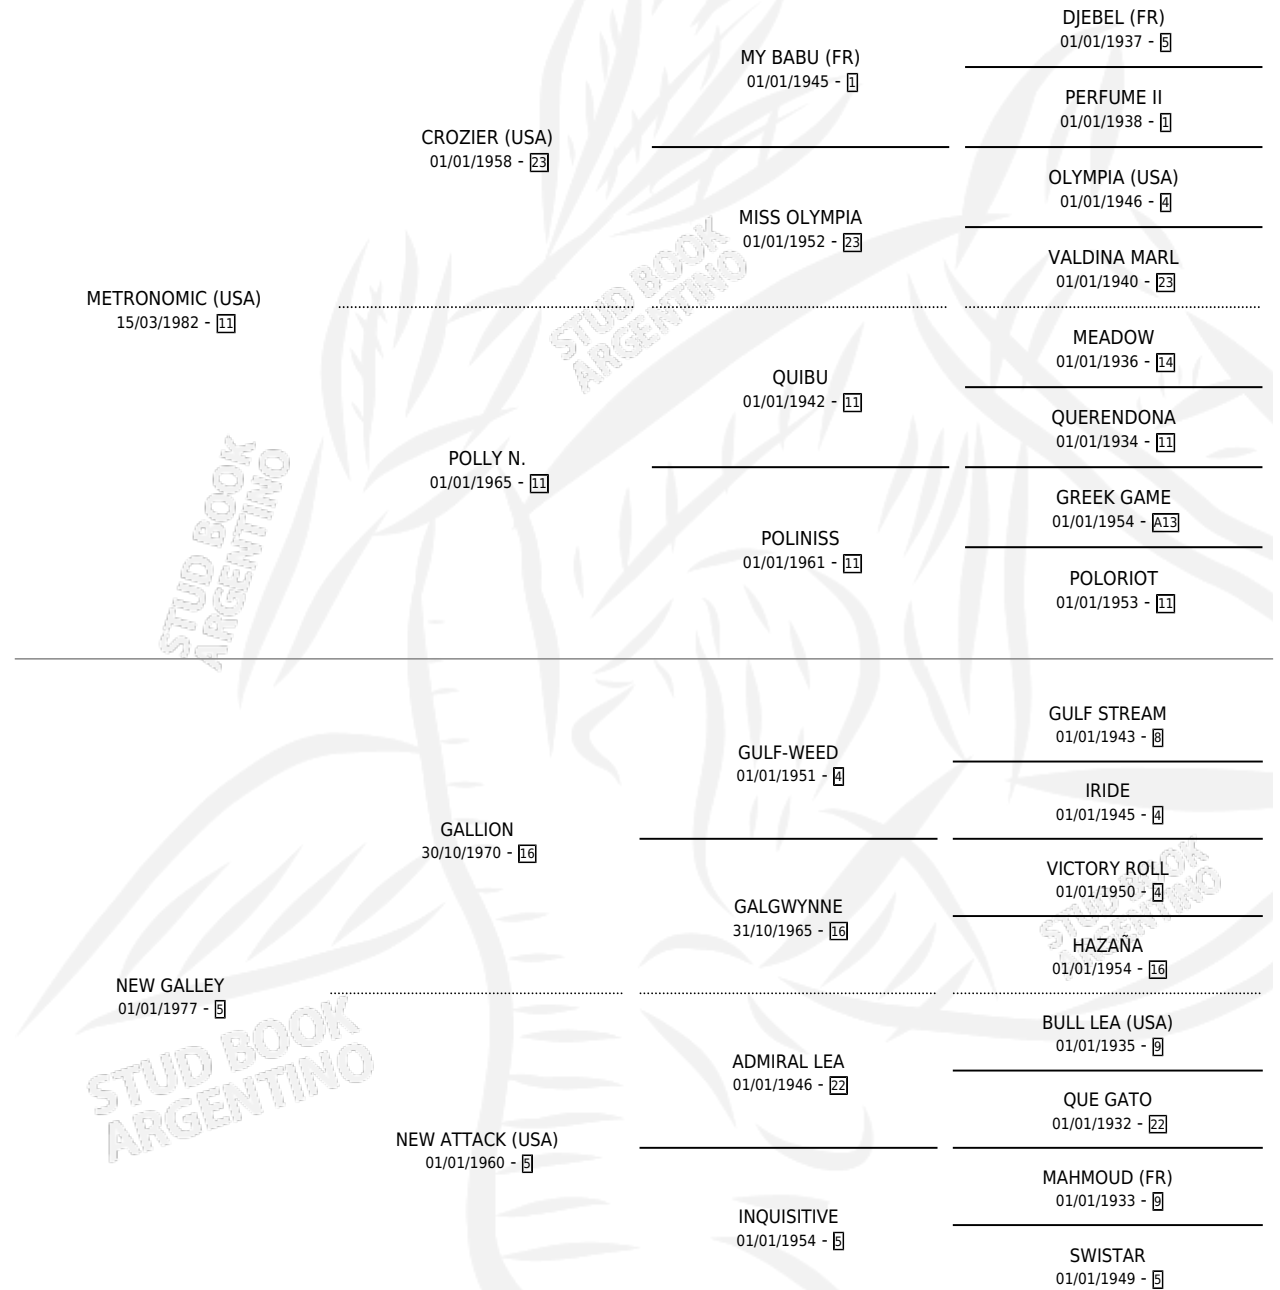 DJEBEL (FR)
01/01/1937 - 5
MY BABU (FR)
01/01/1945 - 1
PERFUME II
01/01/1938 - 1
CROZIER (USA)
01/01/1958 - 23
OLYMPIA (USA)
01/01/1946 - 4
MISS OLYMPIA
01/01/1952 - 23
VALDINA MARL
01/01/1940 - 23
METRONOMIC (USA)
15/03/1982 - 11
MEADOW
01/01/1936 - 14
QUIBU
01/01/1942 - 11
QUERENDONA
01/01/1934 - 11
POLLY N.
01/01/1965 - 11
GREEK GAME
01/01/1954 - A13
POLINISS
01/01/1961 - 11
POLORIOT
01/01/1953 - 11
GULF STREAM
01/01/1943 - 8
GULF-WEED
01/01/1951 - 4
IRIDE
01/01/1945 - 4
GALLION
30/10/1970 - 16
VICTORY ROLL
01/01/1950 - 4
GALGWYNNE
31/10/1965 - 16
HAZAÑA
01/01/1954 - 16
NEW GALLEY
01/01/1977 - 5
BULL LEA (USA)
01/01/1935 - 9
ADMIRAL LEA
01/01/1946 - 22
QUE GATO
01/01/1932 - 22
NEW ATTACK (USA)
01/01/1960 - 5
MAHMOUD (FR)
01/01/1933 - 9
INQUISITIVE
01/01/1954 - 5
SWISTAR
01/01/1949 - 5
STUD BOOK
ARGENTINO
STUD BOOK
ARGENTINO
STUD BOOK
ARGENTINO
STUD BOOK
ARGENTINO